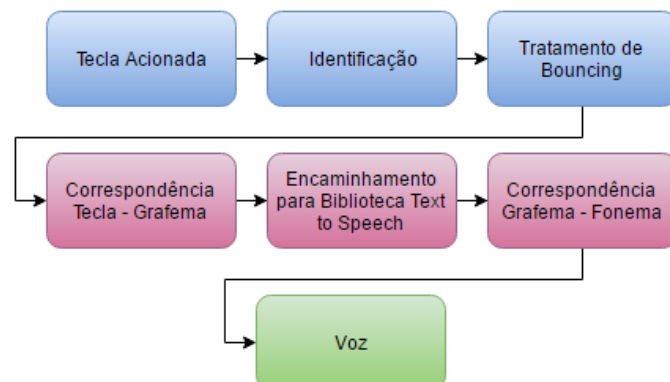 Tecla Acionada
Identificação
Tratamento de
Bouncing
Correspondência
Tecla - Grafema
Encaminhamento
para Biblioteca Text
to Speech
Correspondência
Grafema - Fonema
Voz